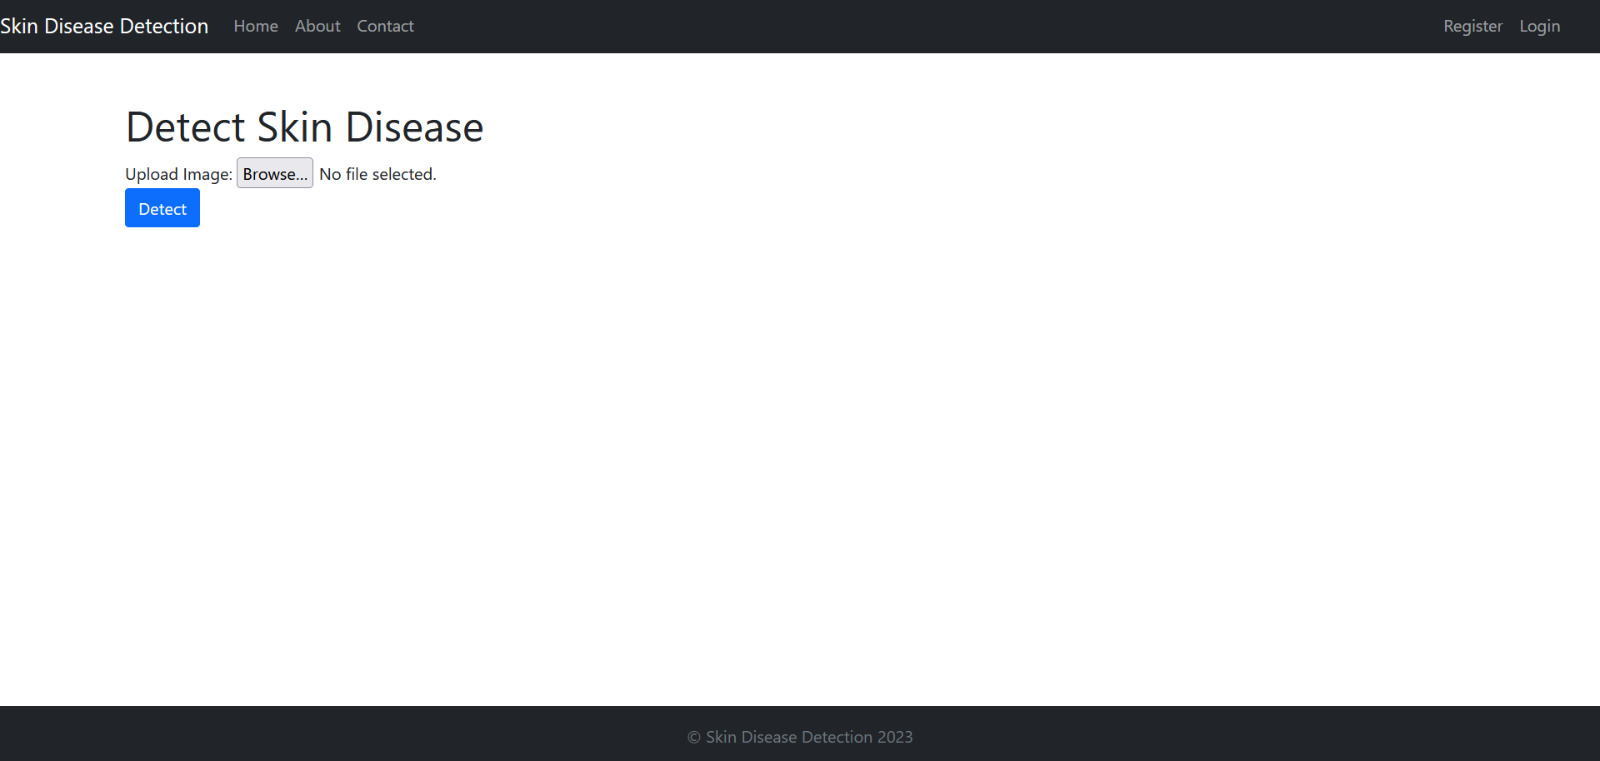 Skin Disease Detection Home About Contact Register Login
Detect Skin Disease
Upload Image: Browse... No file selected.
Detect
© Skin Disease Detection 2023